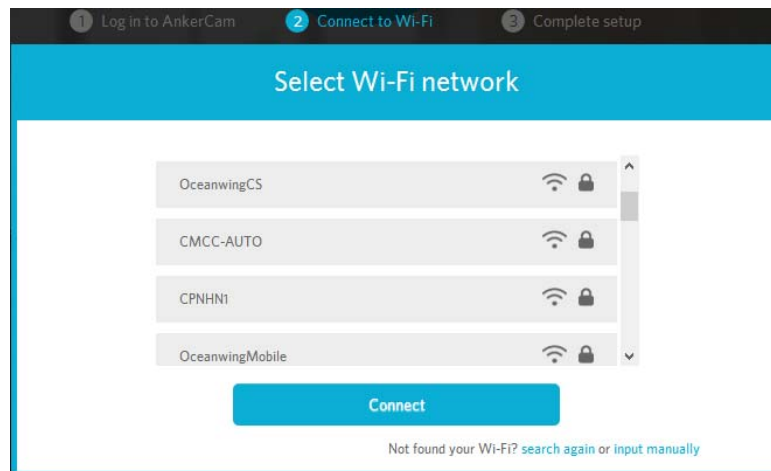 1 Log in to AnkerCam 2 Connect to Wi-Fi 3 Complete setup
Select Wi-Fi network
OceanwingCS
CMCC-AUTO
CPNHN1
OceanwingMobile
Connect
Not found your Wi-Fi? search again or input manually